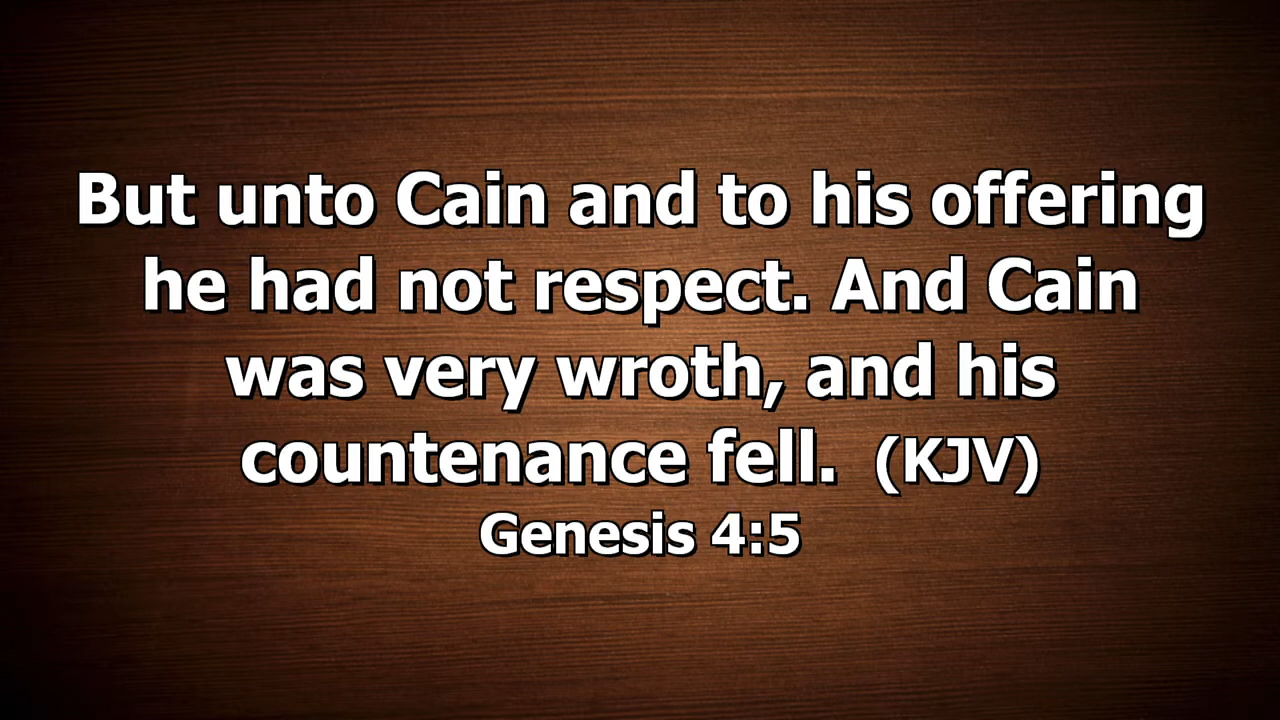 But unto Cain and to his offering
he had not respect. And Cain
was very wroth, and his
countenance fell. (KJV)
Genesis 4:5